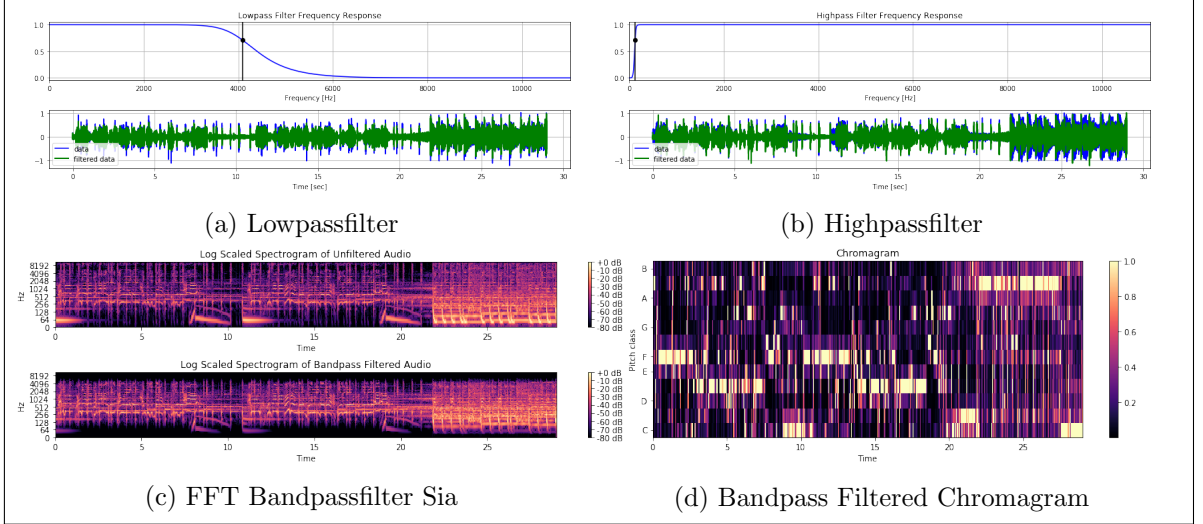 Lowpass Filter Frequency Response
1.0
0.5
0.0
0 2000 4000 6000 8000 10000
Frequency [Hz]
1
0
−1
data
filtered data
0 5 10 15 20 25 30
Time [sec]
(a) Lowpassfilter
Highpass Filter Frequency Response
1.0
0.5
0.0
0 2000 4000 6000 8000 10000
Frequency [Hz]
1
0
−1
data
filtered data
0 5 10 15 20 25 30
Time [sec]
(b) Highpassfilter
Log Scaled Spectrogram of Unfiltered Audio
Hz
8192
4096
2048
1024
512
256
128
64
0
0 5 10 15 20 25
Time
+0 dB
-10 dB
-20 dB
-30 dB
-40 dB
-50 dB
-60 dB
-70 dB
-80 dB
Log Scaled Spectrogram of Bandpass Filtered Audio
Hz
8192
4096
2048
1024
512
256
128
64
0
0 5 10 15 20 25
Time
+0 dB
-10 dB
-20 dB
-30 dB
-40 dB
-50 dB
-60 dB
-70 dB
-80 dB
(c) FFT Bandpassfilter Sia
Chromagram
Pitch class
B
A
G
F
E
D
C
0 5 10 15 20 25
Time
1.0
0.8
0.6
0.4
0.2
(d) Bandpass Filtered Chromagram